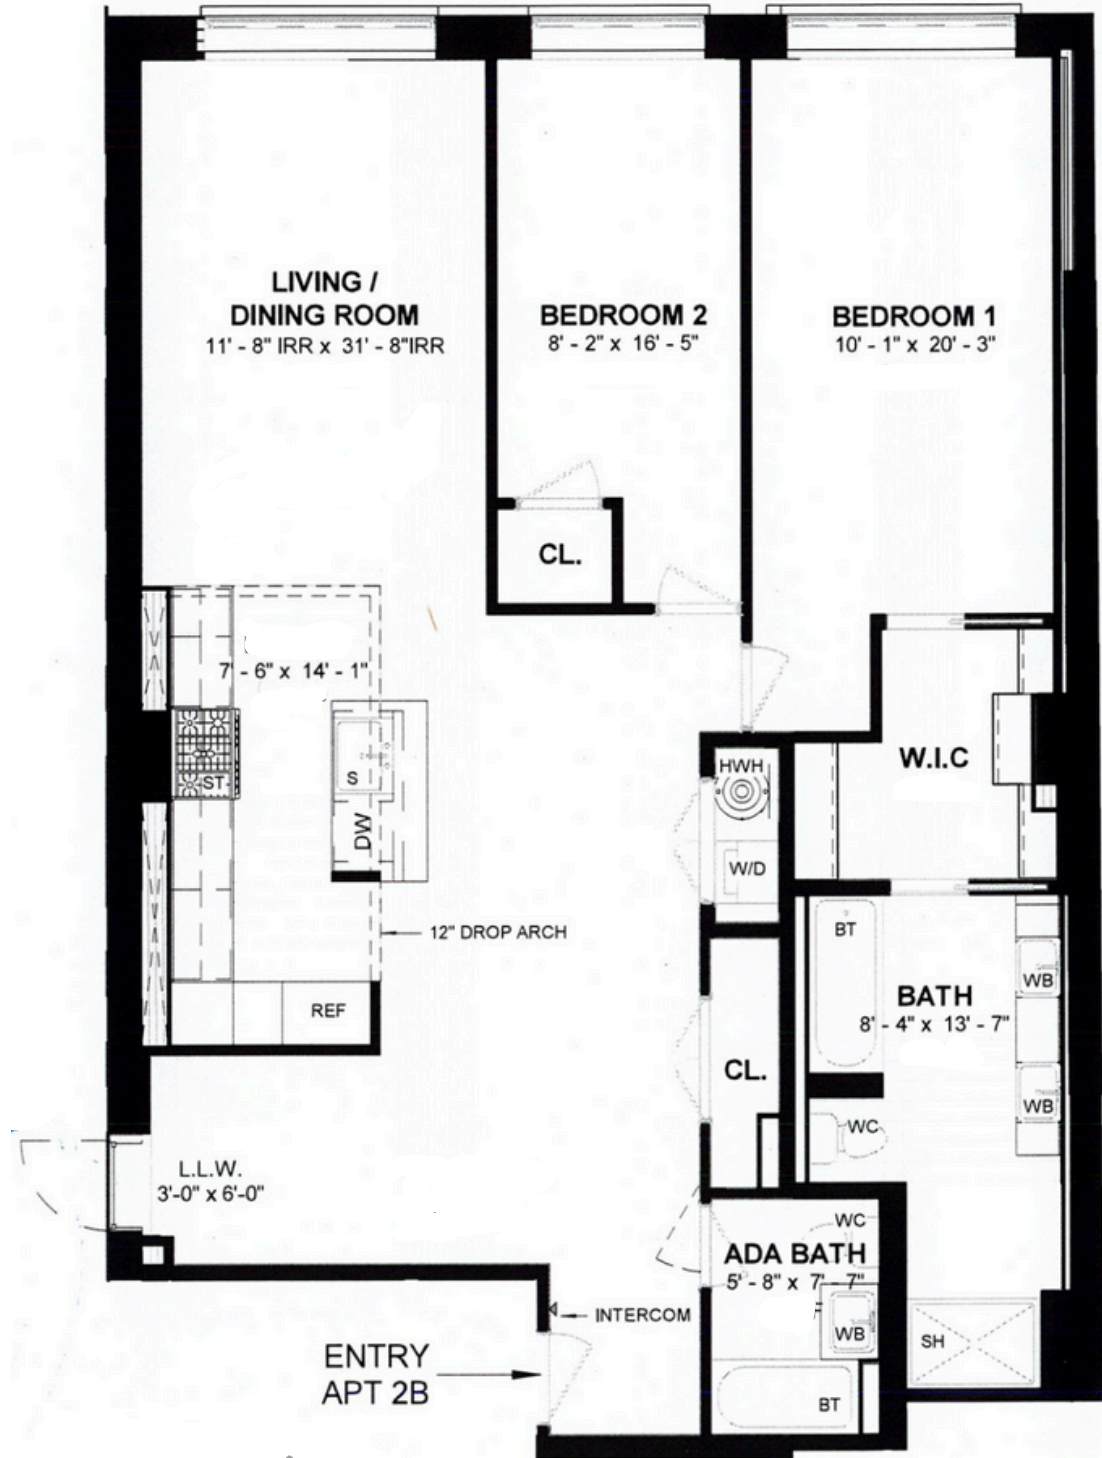 LIVING /
DINING ROOM
11' - 8" IRR x 31' - 8"IRR
BEDROOM 2
8' - 2" x 16' - 5"
BEDROOM 1
10' - 1" x 20' - 3"
CL.
7' - 6" x 14' - 1"
ST
S
DW
HWH
W/D
W.I.C
12" DROP ARCH
REF
BT
WB
BATH
8' - 4" x 13' - 7"
WB
CL.
WC
L.L.W.
3'-0" x 6'-0"
WC
ADA BATH
5' - 8" x 7' - 7"
INTERCOM
WB
SH
ENTRY
APT 2B
BT